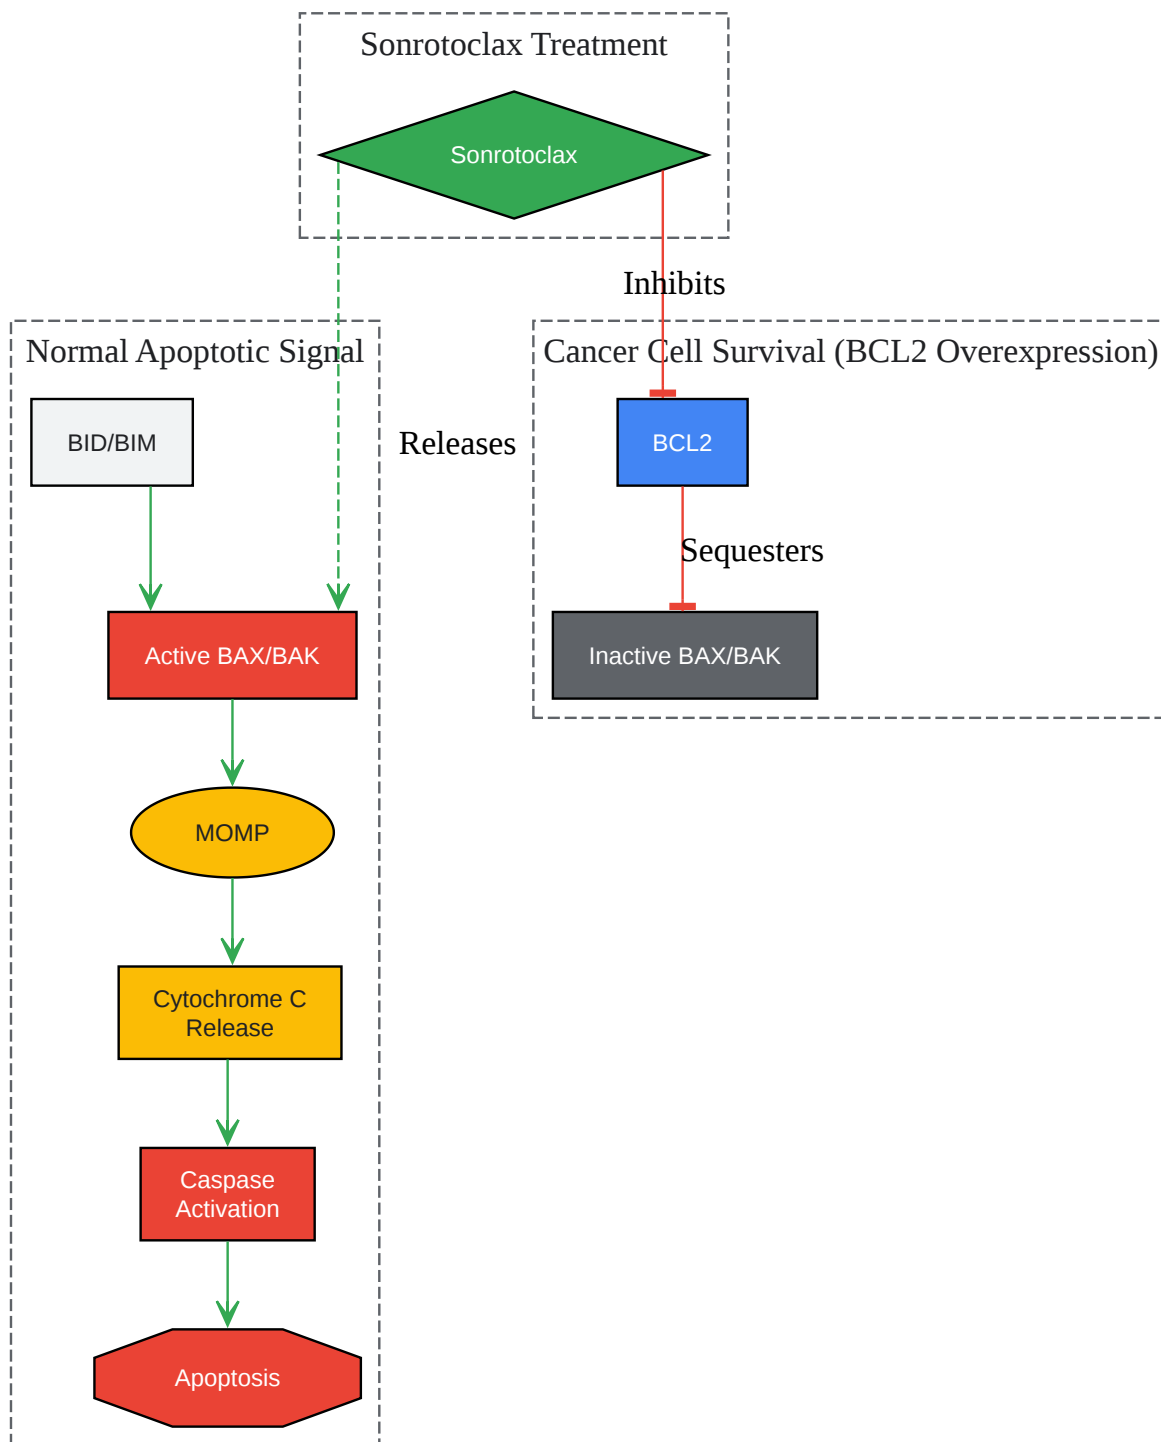 Sonrotoclax Treatment
Sonrotoclax
Inhibits
Normal Apoptotic Signal
Cancer Cell Survival (BCL2 Overexpression)
BID/BIM
Releases
BCL2
Sequesters
Active BAX/BAK
Inactive BAX/BAK
MOMP
Cytochrome C
Release
Caspase
Activation
Apoptosis